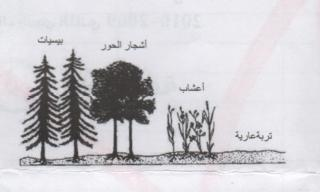 أشجار الحور
بيسيات
أعشاب
تربة عارية